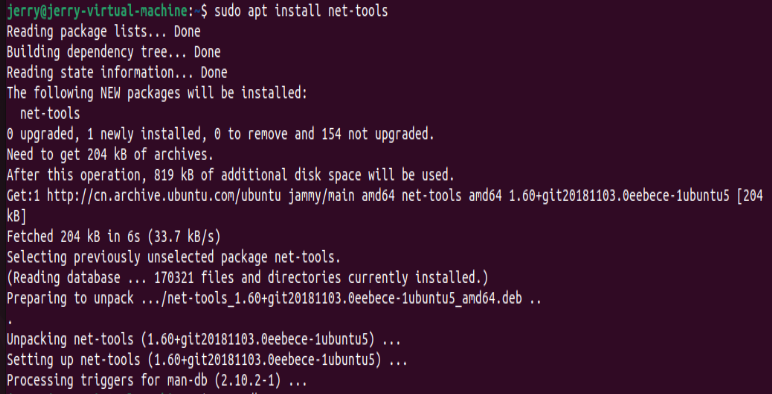 jerry@jerry-virtual-machine:~$ sudo apt install net-tools
Reading package lists... Done
Building dependency tree... Done
Reading state information... Done
The following NEW packages will be installed:
  net-tools
0 upgraded, 1 newly installed, 0 to remove and 154 not upgraded.
Need to get 204 kB of archives.
After this operation, 819 kB of additional disk space will be used.
Get:1 http://cn.archive.ubuntu.com/ubuntu jammy/main amd64 net-tools amd64 1.60+git20181103.0eebece-1ubuntu5 [204
kB]
Fetched 204 kB in 6s (33.7 kB/s)
Selecting previously unselected package net-tools.
(Reading database ... 170321 files and directories currently installed.)
Preparing to unpack .../net-tools_1.60+git20181103.0eebece-1ubuntu5_amd64.deb ..
.
Unpacking net-tools (1.60+git20181103.0eebece-1ubuntu5) ...
Setting up net-tools (1.60+git20181103.0eebece-1ubuntu5) ...
Processing triggers for man-db (2.10.2-1) ...